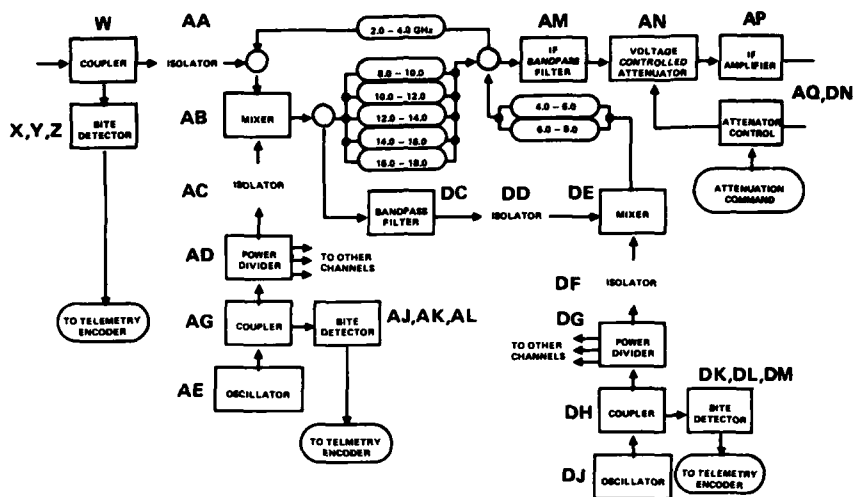 W
AA
AM
AN
AP
COUPLER
ISOLATOR
2.0 – 4.0 GHz
IF
BANDPASS
FILTER
VOLTAGE
CONTROLLED
ATTENUATOR
IF
AMPLIFIER
AQ,DN
X,Y,Z
BITE
DETECTOR
AB
MIXER
8.0 – 10.0
10.0 – 12.0
12.0 – 14.0
14.0 – 16.0
16.0 – 18.0
4.0 – 6.0
6.0 – 8.0
ATTENATOR
CONTROL
ATTENUATION
COMMAND
AC
ISOLATOR
BANDPASS
FILTER
DC
DD
ISOLATOR
DE
MIXER
AD
POWER
DIVIDER
TO OTHER
CHANNELS
DF
ISOLATOR
TO TELEMETRY
ENCODER
AG
COUPLER
BITE
DETECTOR
AJ,AK,AL
DG
TO OTHER
CHANNELS
POWER
DIVIDER
AE
OSCILLATOR
DH
COUPLER
DK,DL,DM
BITE
DETECTOR
TO TELMETRY
ENCODER
DJ
OSCILLATOR
TO TELEMETRY
ENCODER